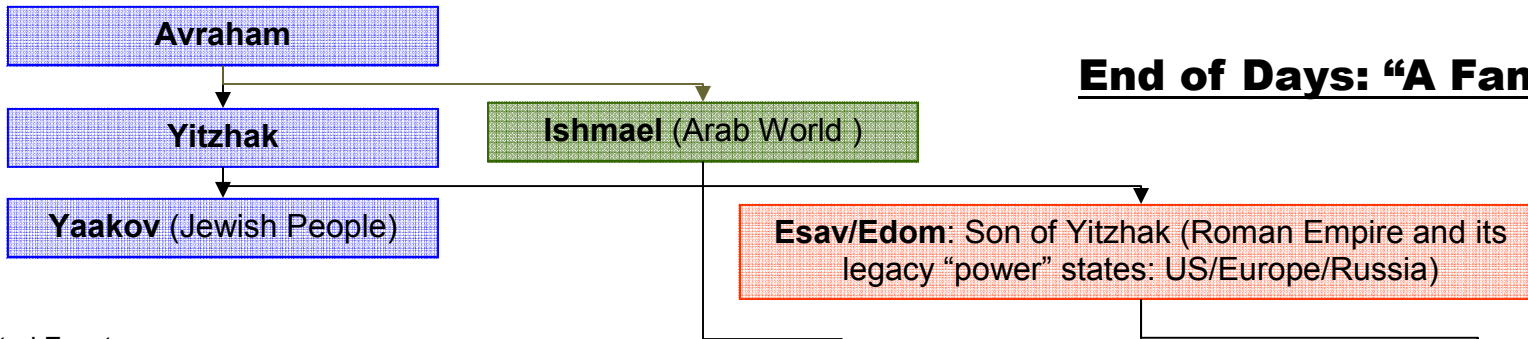 Avraham
End of Days: “A Fan
Yitzhak
Ishmael (Arab World )
Yaakov (Jewish People)
Esav/Edom: Son of Yitzhak (Roman Empire and its
legacy “power” states: US/Europe/Russia)